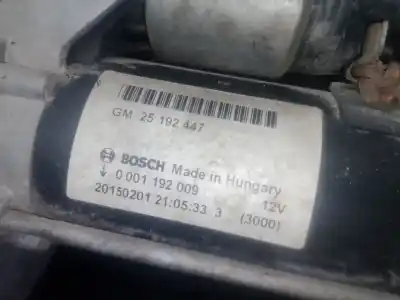 GM 25 192 447
BOSCH Made in Hungary
0 001 192 009 12V
20150201 21:05:33 3 (3000)